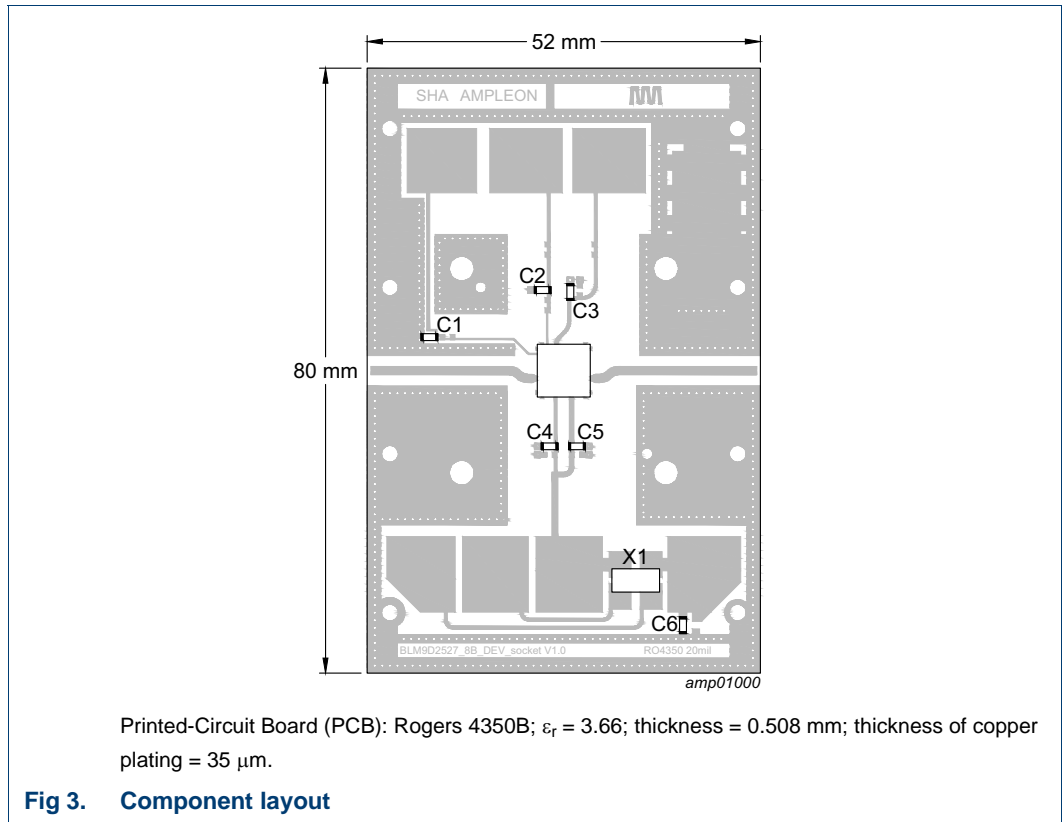 52 mm
SHA AMPLEON
C2
C3
C1
80 mm
C4 C5
X1
C6
BLM9D2527_8B_DEV_socket V1.0 RO4350 20mil
amp01000
Printed-Circuit Board (PCB): Rogers 4350B; εr = 3.66; thickness = 0.508 mm; thickness of copper
plating = 35 μm.
Fig 3. Component layout